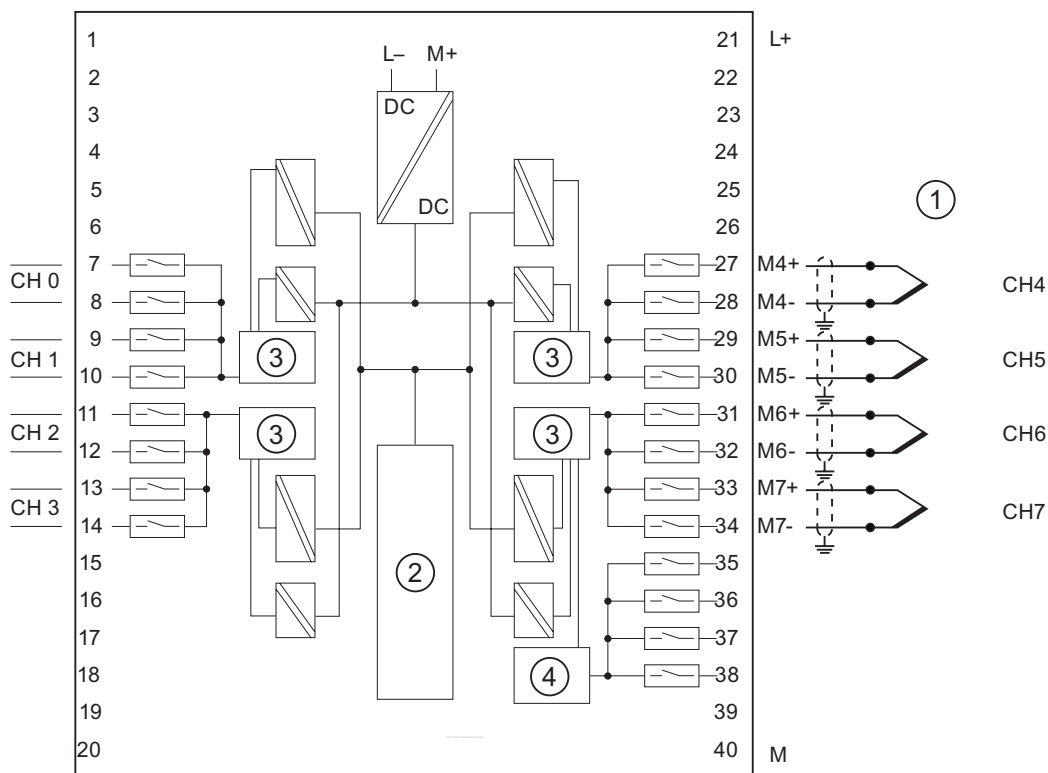 1 21 L+
L– M+
2 22
DC
3 23
4 24
5 25 1
DC
6 26
7 27 M4+
CH 0 CH4
8 28 M4-
9 29 M5+
CH 1 3 3 CH5
10 30 M5-
11 31 M6+
CH 2 3 3 CH6
12 32 M6-
13 33 M7+
CH 3 CH7
14 34 M7-
15 35
2
16 36
17 37
18 4 38
19 39
20 40 M